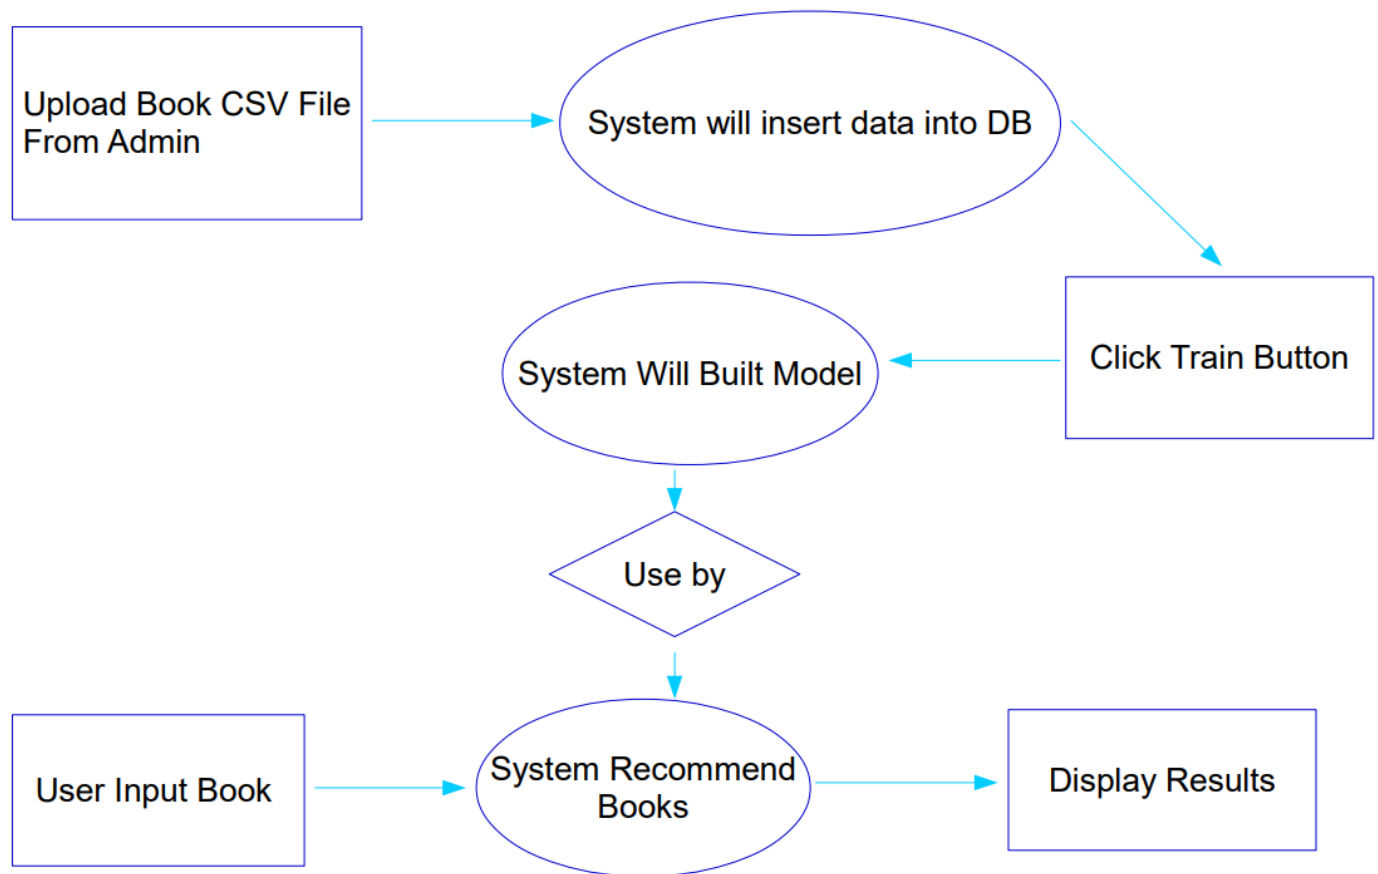 Upload Book CSV File
From Admin
System will insert data into DB
Click Train Button
System Will Built Model
Use by
User Input Book
System Recommend
Books
Display Results